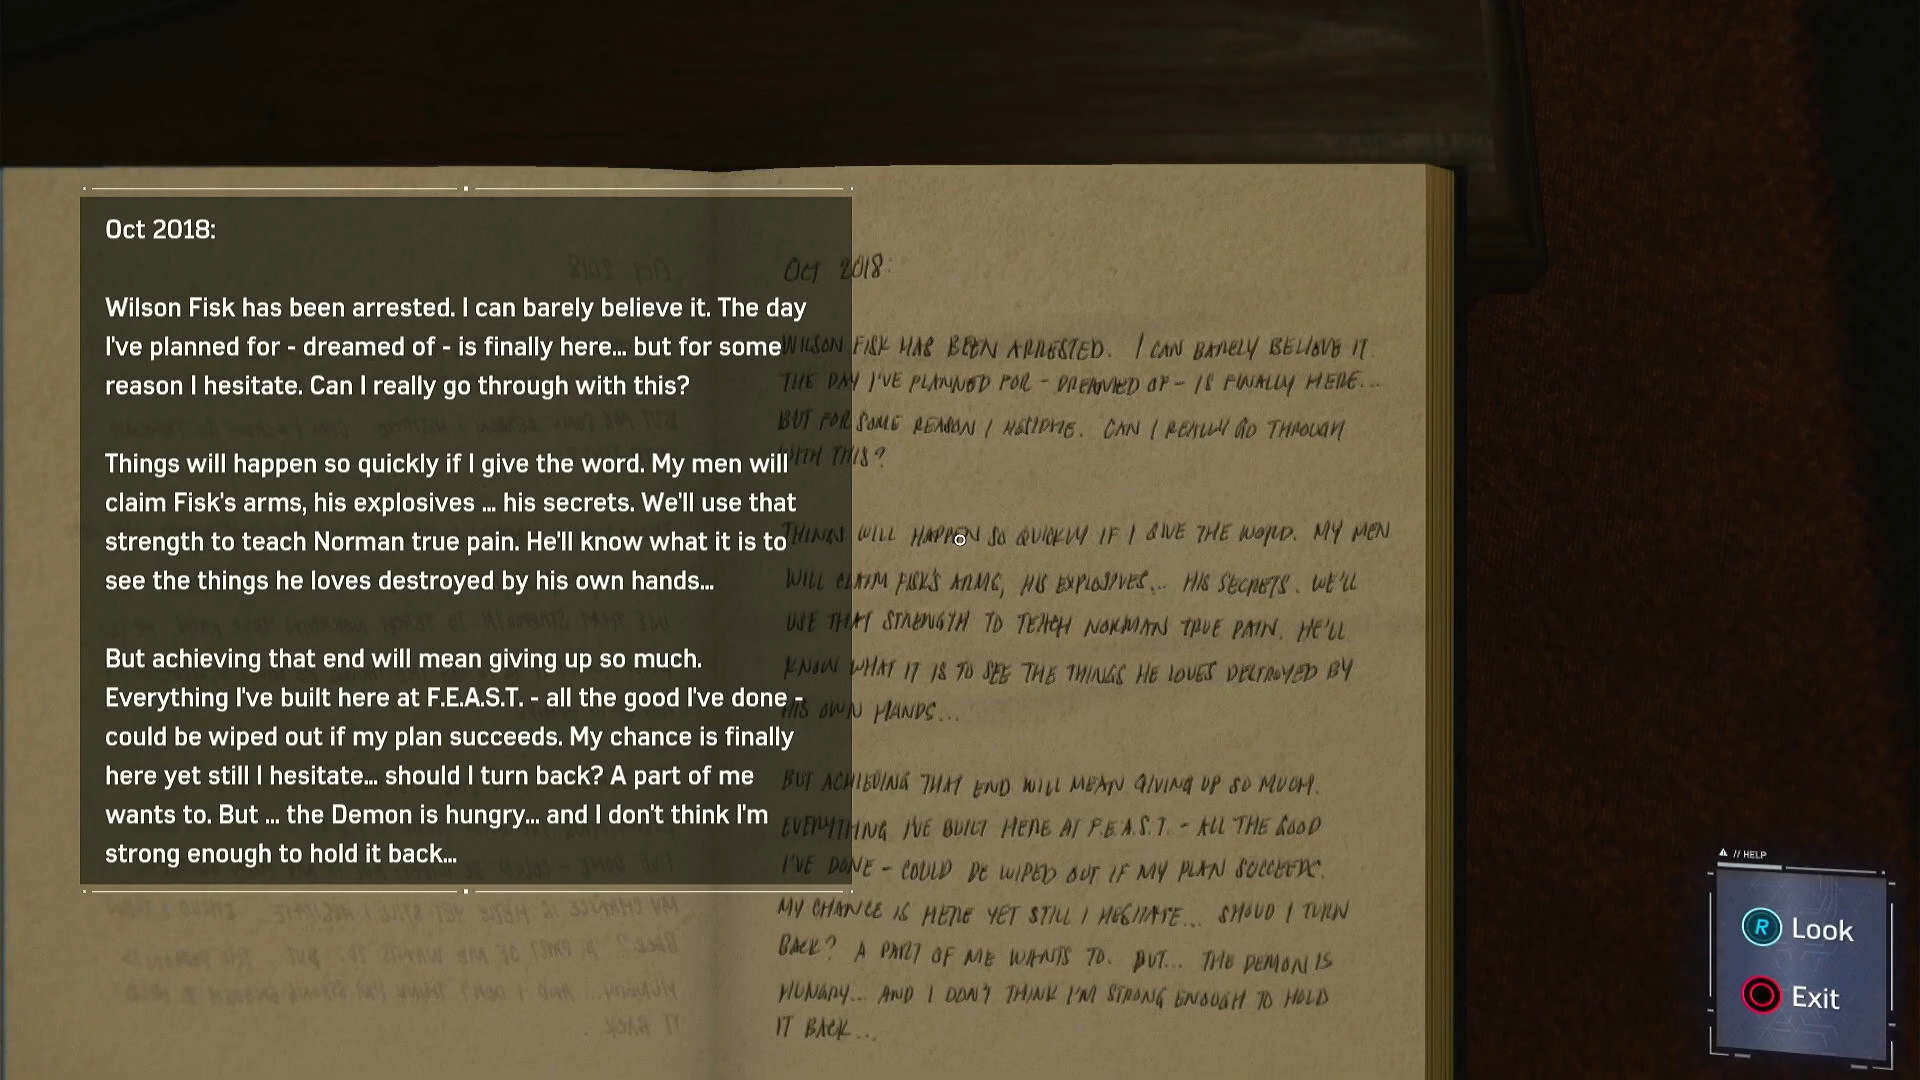 Oct 2018:
Wilson Fisk has been arrested. I can barely believe it. The day
I've planned for - dreamed of - is finally here... but for some
reason I hesitate. Can I really go through with this?
Things will happen so quickly if I give the word. My men will
claim Fisk's arms, his explosives ... his secrets. We'll use that
strength to teach Norman true pain. He'll know what it is to
see the things he loves destroyed by his own hands...
But achieving that end will mean giving up so much.
Everything I've built here at F.E.A.S.T. - all the good I've done -
could be wiped out if my plan succeeds. My chance is finally
here yet still I hesitate... should I turn back? A part of me
wants to. But ... the Demon is hungry... and I don't think I'm
strong enough to hold it back...
OCT 2018:
WILSON FISK HAS BEEN ARRESTED. I CAN BARELY BELIEVE IT.
THE DAY I'VE PLANNED FOR - DREAMED OF - IS FINALLY HERE...
BUT FOR SOME REASON I HESITATE. CAN I REALLY GO THROUGH
WITH THIS?
THINGS WILL HAPPEN SO QUICKLY IF I GIVE THE WORD. MY MEN
WILL CLAIM FISK'S ARMS, HIS EXPLOSIVES... HIS SECRETS. WE'LL
USE THAT STRENGTH TO TEACH NORMAN TRUE PAIN. HE'LL
KNOW WHAT IT IS TO SEE THE THINGS HE LOVES DESTROYED BY
HIS OWN HANDS...
BUT ACHIEVING THAT END WILL MEAN GIVING UP SO MUCH.
EVERYTHING I'VE BUILT HERE AT F.E.A.S.T. - ALL THE GOOD
I'VE DONE - COULD BE WIPED OUT IF MY PLAN SUCCEEDS.
MY CHANCE IS HERE YET STILL I HESITATE... SHOUD I TURN
BACK? A PART OF ME WANTS TO. BUT... THE DEMON IS
HUNGRY... AND I DON'T THINK I'M STRONG ENOUGH TO HOLD
IT BACK...
// HELP
R Look
Exit